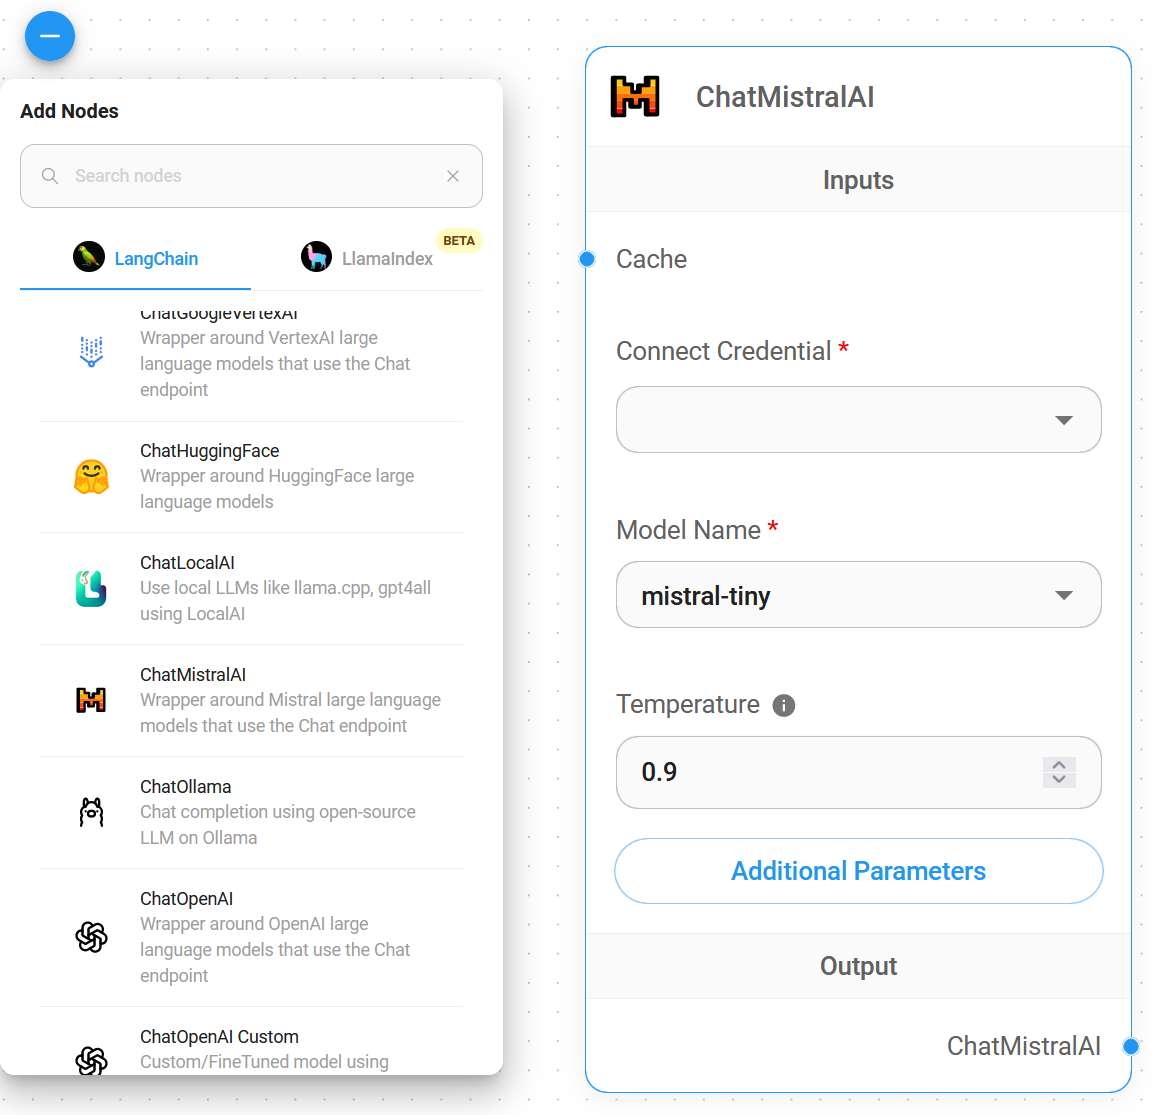 Add Nodes
Search nodes
LangChain
LlamaIndex
BETA
ChatGoogleVertexAI
Wrapper around VertexAI large
language models that use the Chat
endpoint
ChatHuggingFace
Wrapper around HuggingFace large
language models
ChatLocalAI
Use local LLMs like llama.cpp, gpt4all
using LocalAI
ChatMistralAI
Wrapper around Mistral large language
models that use the Chat endpoint
ChatOllama
Chat completion using open-source
LLM on Ollama
ChatOpenAI
Wrapper around OpenAI large
language models that use the Chat
endpoint
ChatOpenAI Custom
Custom/FineTuned model using
ChatMistralAI
Inputs
Cache
Connect Credential *
Model Name *
mistral-tiny
Temperature
0.9
Additional Parameters
Output
ChatMistralAI